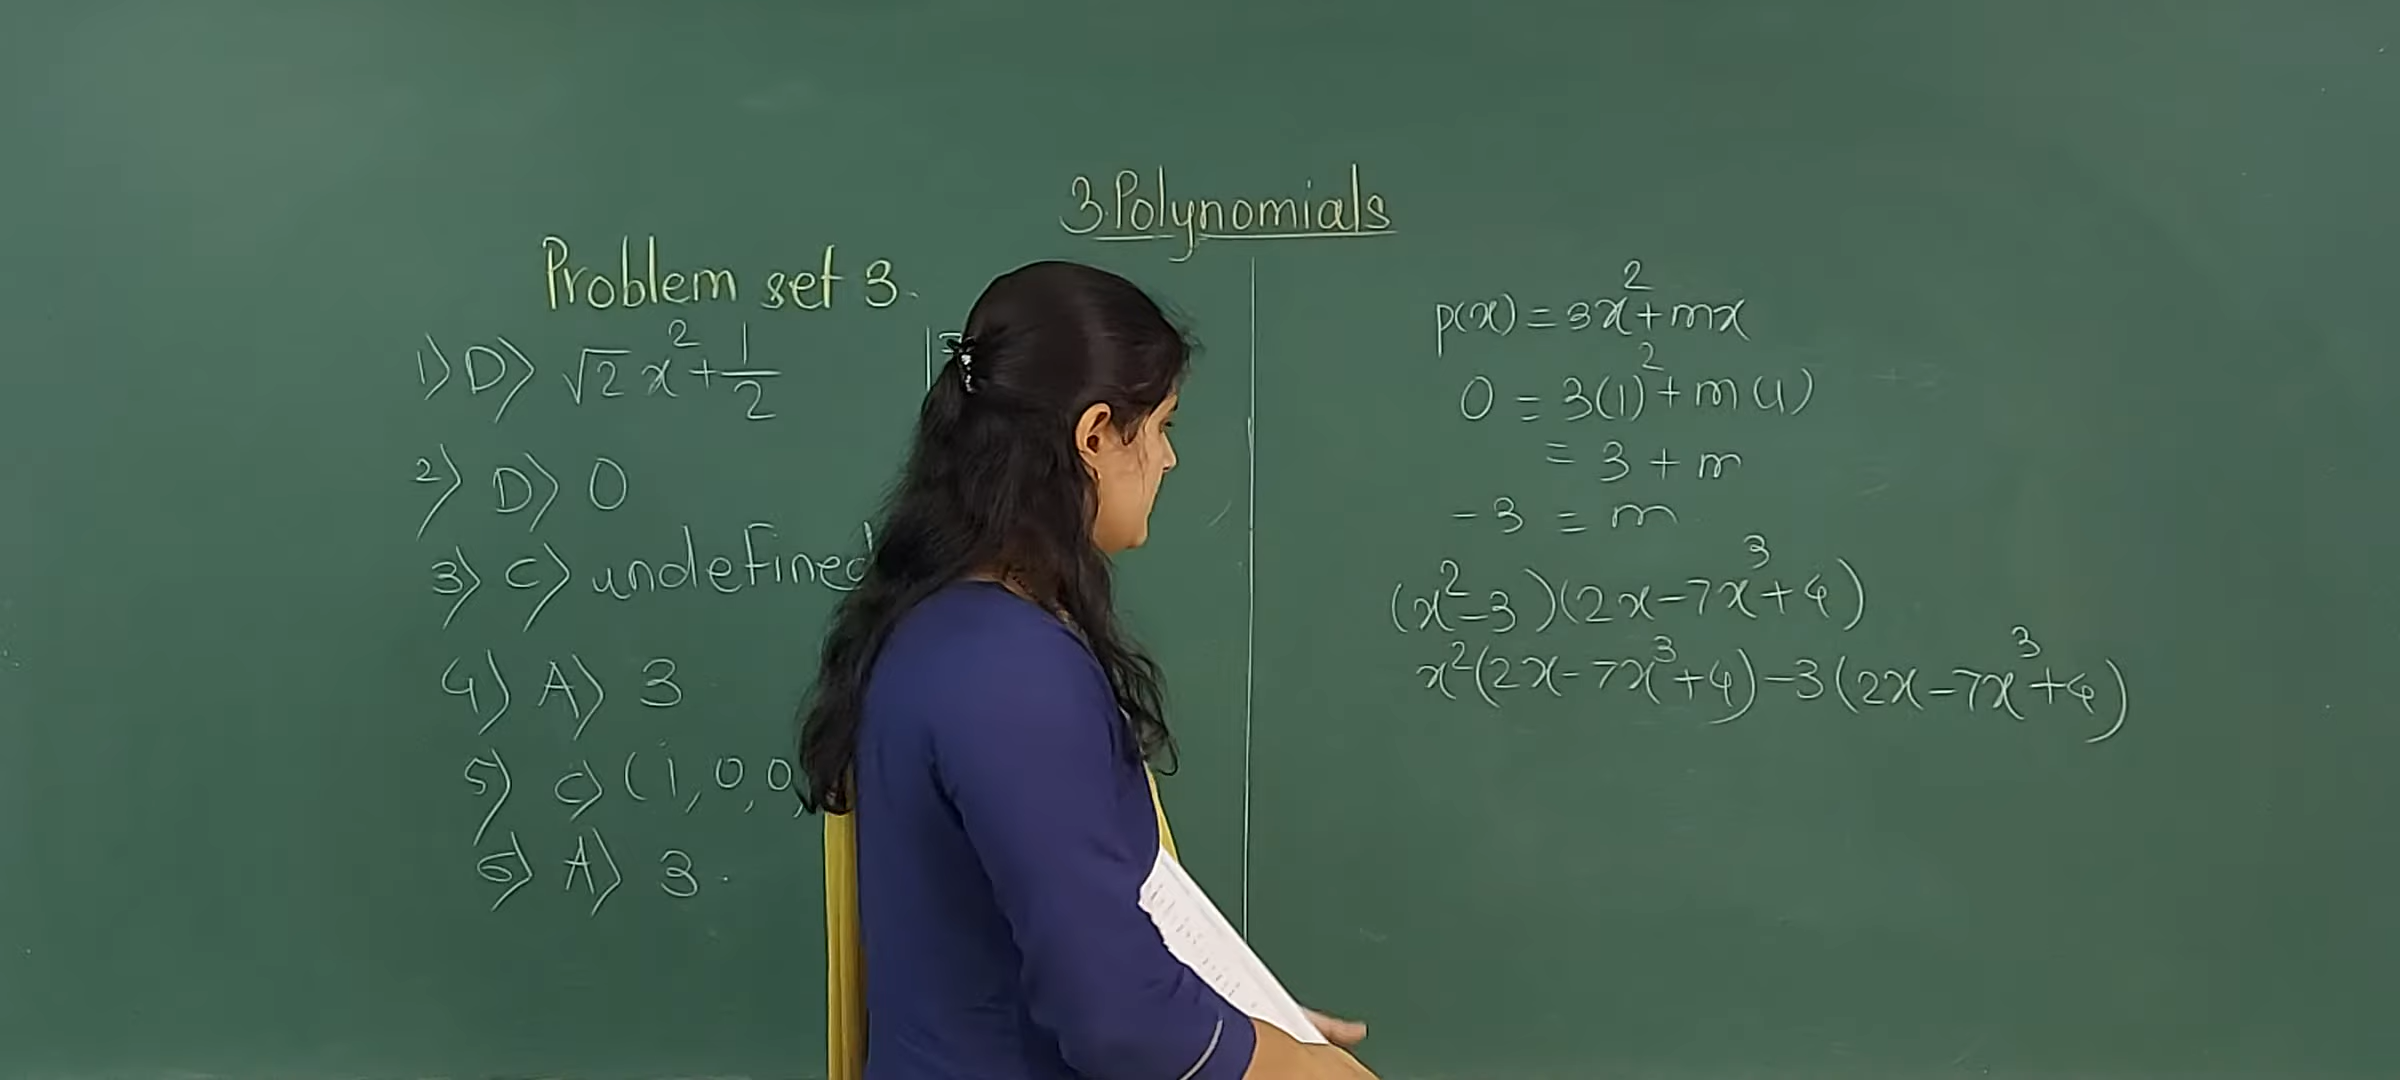 3.Polynomials
Problem set 3.
1) D) √2 x² + 1/2
2) D) 0
3) C) undefined
4) A) 3
5) C) (1, 0, 0,
6) A) 3.
p(x) = 3x² + mx
0 = 3(1)² + m(1)
= 3 + m
-3 = m
(x²-3)(2x-7x³+4)
x²(2x-7x³+4)-3(2x-7x³+4)